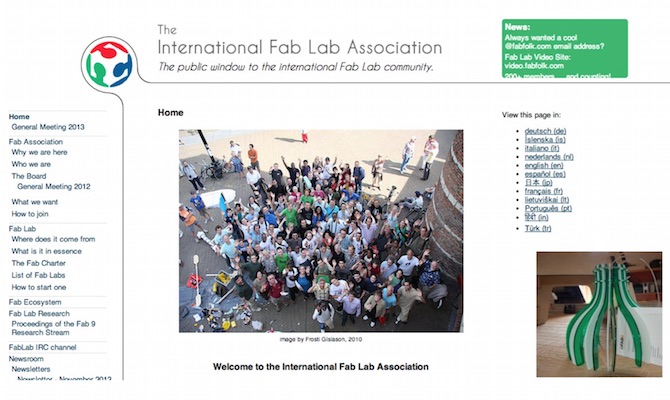 The
International Fab Lab Association
The public window to the international Fab Lab community.
News:
Always wanted a cool
@fabfolk.com email address?
Fab Lab Video Site:
video.fabfolk.com
200+ members.... and counting!
Home
General Meeting 2013
Fab Association
Why we are here
Who we are
The Board
General Meeting 2012
What we want
How to join
Fab Lab
Where does it come from
What is it in essence
The Fab Charter
List of Fab Labs
How to start one
Fab Ecosystem
Fab Lab Research
Proceedings of the Fab 9
Research Stream
FabLab IRC channel
Newsroom
Newsletters
Newsletter - November 2013
Home
image by Frosti Gislason, 2010
Welcome to the International Fab Lab Association
View this page in:
deutsch (de)
Íslenska (is)
italiano (it)
nederlands (nl)
english (en)
español (es)
日本 (jp)
français (fr)
lietuviškai (lt)
Português (pt)
हिंदी (in)
Türk (tr)